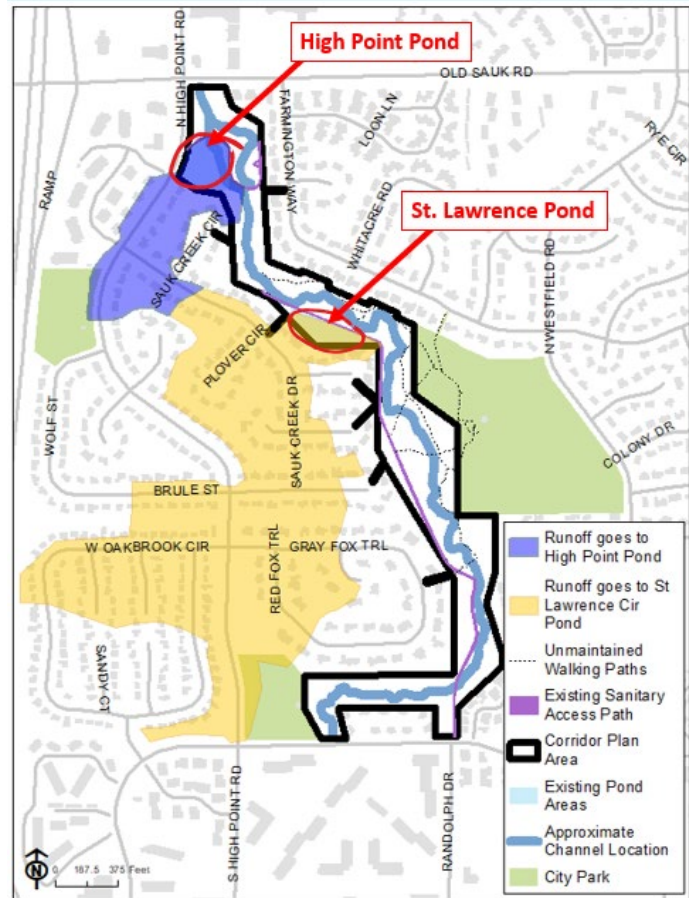 High Point Pond
N HIGH POINT RD
OLD SAUK RD
FARMINGTON WAY
LOON LN
RYE CIR
RAMP
St. Lawrence Pond
WHITACRE RD
SAUK CREEK CIR
N WESTFIELD RD
PLOVER CIR
WOLF ST
SAUK CREEK DR
COLONY DR
BRULE ST
W OAKBROOK CIR
GRAY FOX TRL
RED FOX TRL
SANDY CT
S HIGH POINT RD
RANDOLPH DR
Runoff goes to
High Point Pond
Runoff goes to St
Lawrence Cir
Pond
Unmaintained
Walking Paths
Existing Sanitary
Access Path
Corridor Plan
Area
Existing Pond
Areas
Approximate
Channel Location
City Park
N
0 187.5 375 Feet